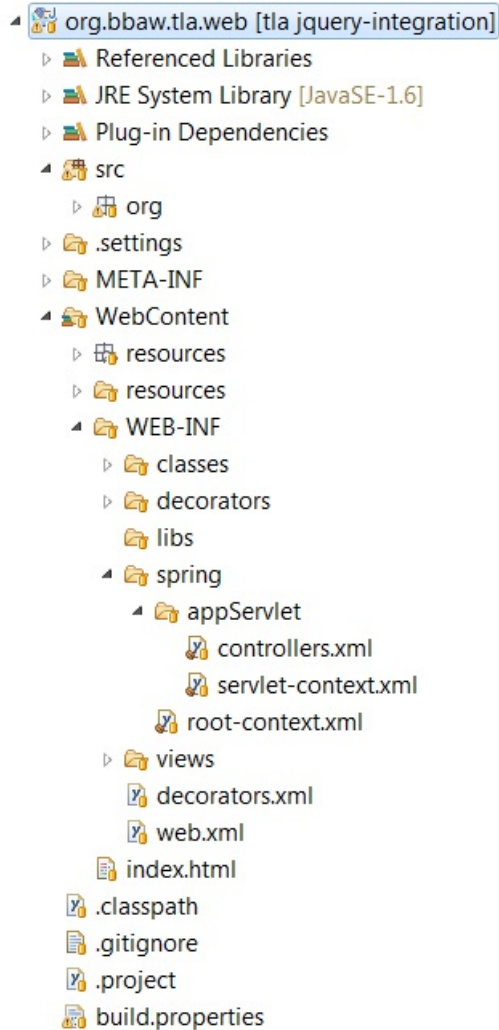 org.bbaw.tla.web [tla jquery-integration]
Referenced Libraries
JRE System Library [JavaSE-1.6]
Plug-in Dependencies
src
org
.settings
META-INF
WebContent
resources
resources
WEB-INF
classes
decorators
libs
spring
appServlet
controllers.xml
servlet-context.xml
root-context.xml
views
decorators.xml
web.xml
index.html
.classpath
.gitignore
.project
build.properties